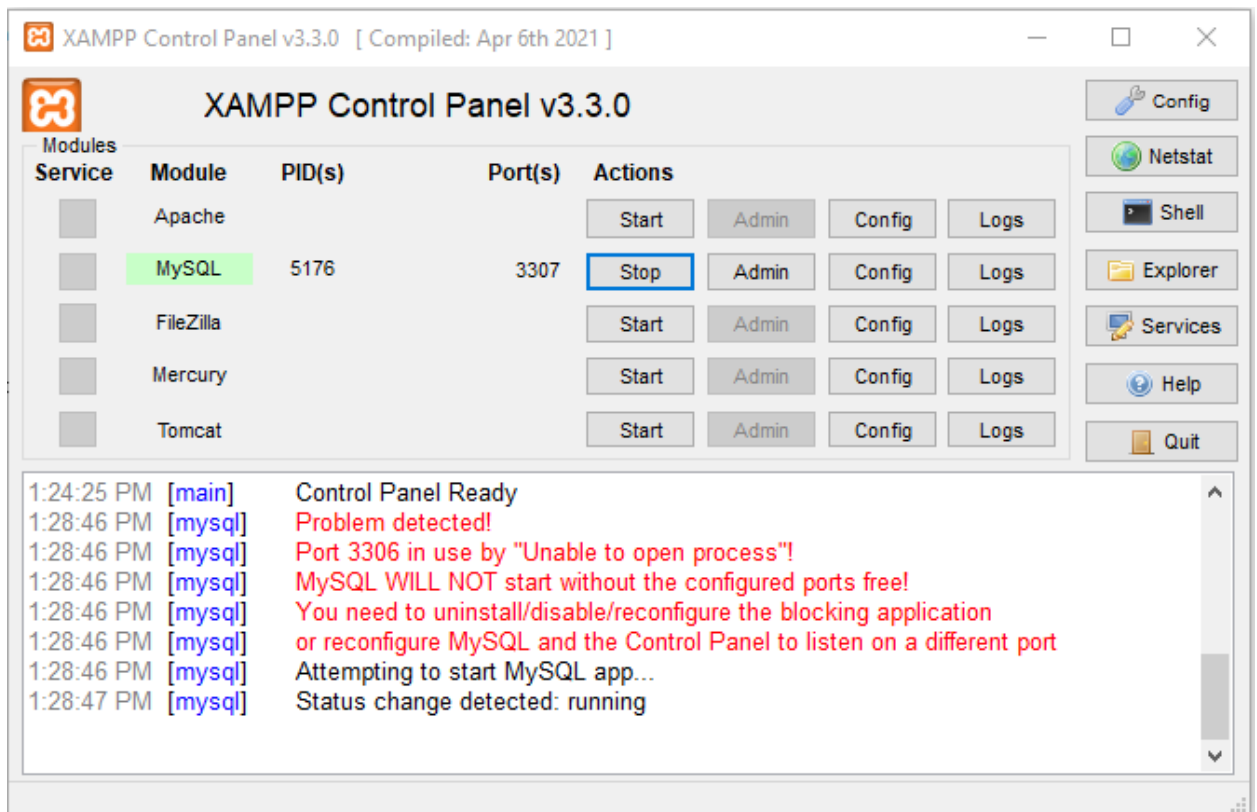 XAMPP Control Panel v3.3.0 [ Compiled: Apr 6th 2021 ]
XAMPP Control Panel v3.3.0
Config
Modules
Service Module PID(s) Port(s) Actions
Netstat
Apache Start Admin Config Logs
Shell
MySQL 5176 3307 Stop Admin Config Logs
Explorer
FileZilla Start Admin Config Logs
Services
Mercury Start Admin Config Logs
Help
Tomcat Start Admin Config Logs
Quit
1:24:25 PM [main] Control Panel Ready
1:28:46 PM [mysql] Problem detected!
1:28:46 PM [mysql] Port 3306 in use by "Unable to open process"!
1:28:46 PM [mysql] MySQL WILL NOT start without the configured ports free!
1:28:46 PM [mysql] You need to uninstall/disable/reconfigure the blocking application
1:28:46 PM [mysql] or reconfigure MySQL and the Control Panel to listen on a different port
1:28:46 PM [mysql] Attempting to start MySQL app...
1:28:47 PM [mysql] Status change detected: running